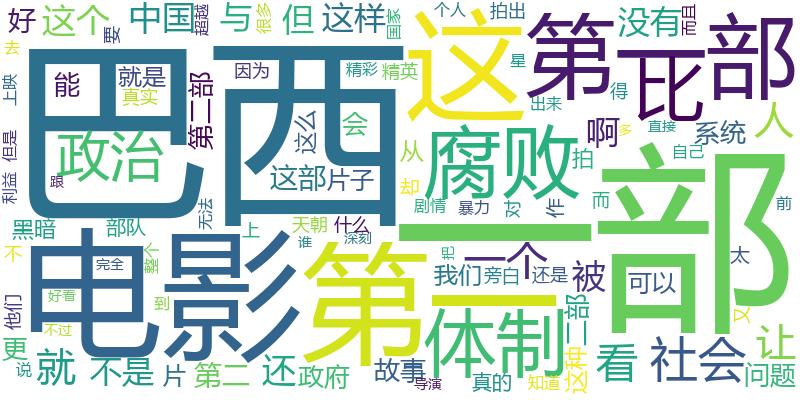 好 这个 超越 中国 与 很多 但 这样 国家 个人 拍出 没有 而且
去 要 巴西 这 第一部
上映 能 就是 因为 精彩 精英 星 得
真实 第二部 出来
但是 政治 这么 会 从 腐败 啊 系统 多 直接 人
利益 跟 这部 片子 却 拍 自己
剧情 暴力 对 作 而 前
黑暗 部队 无法 上 天朝 什么 一 部
不 整个 谁 深刻 把 太
电影 第一 一个
完全 我们 旁白 还是 被 可以
他们 好看 到 二部 又
不过 体制
更 说 就 不是 片 第二 还 政府 故事 导演 真的 知道 这种 看 社会 让 问题